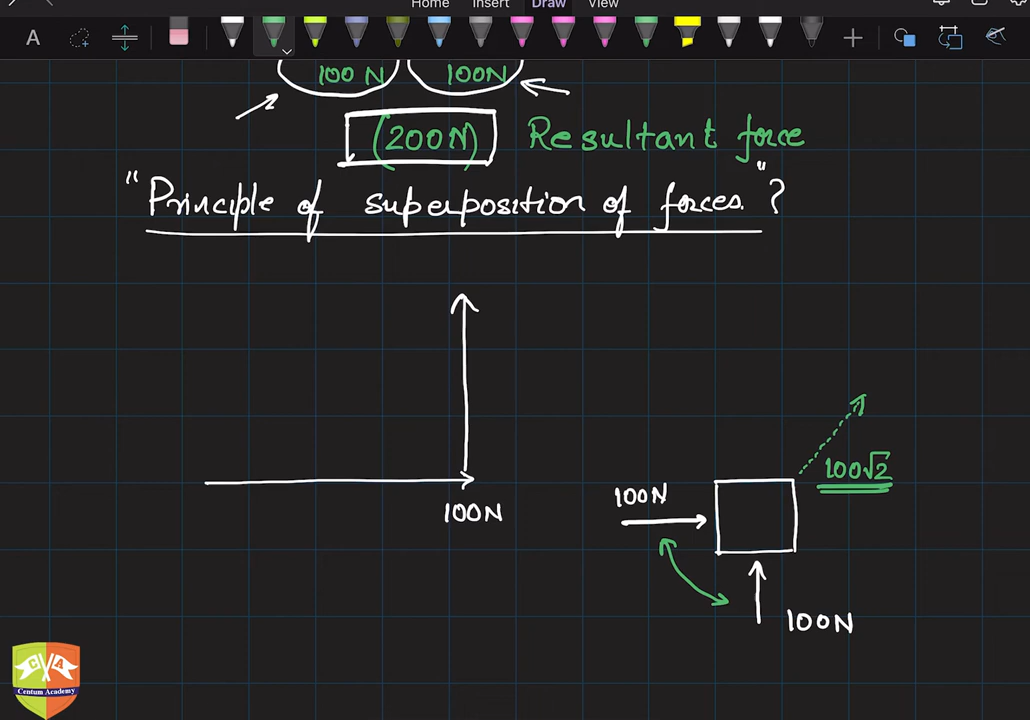 Home Insert Draw View
A
100 N 100N
(200N) Resultant force
"Principle of superposition of forces."?
100√2
100N
100N
100N
CA
Centum Academy